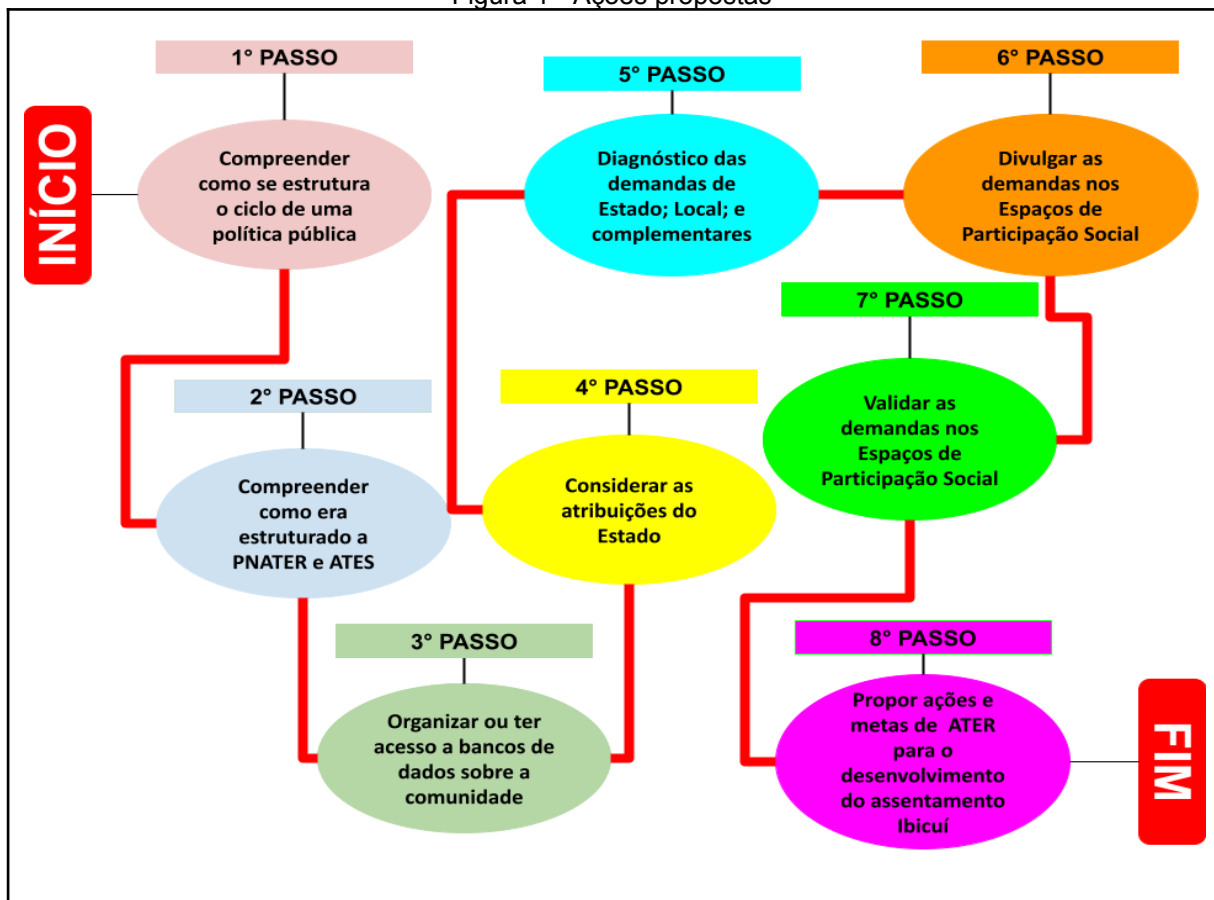 Figura 1 - Ações propostas
INÍCIO
1° PASSO
Compreender
como se estrutura
o ciclo de uma
política pública
2° PASSO
Compreender
como era
estruturado a
PNATER e ATES
3° PASSO
Organizar ou ter
acesso a bancos de
dados sobre a
comunidade
4° PASSO
Considerar as
atribuições do
Estado
5° PASSO
Diagnóstico das
demandas de
Estado; Local; e
complementares
6° PASSO
Divulgar as
demandas nos
Espaços de
Participação Social
7° PASSO
Validar as
demandas nos
Espaços de
Participação Social
8° PASSO
Propor ações e
metas de ATER
para o
desenvolvimento
do assentamento
Ibicuí
FIM